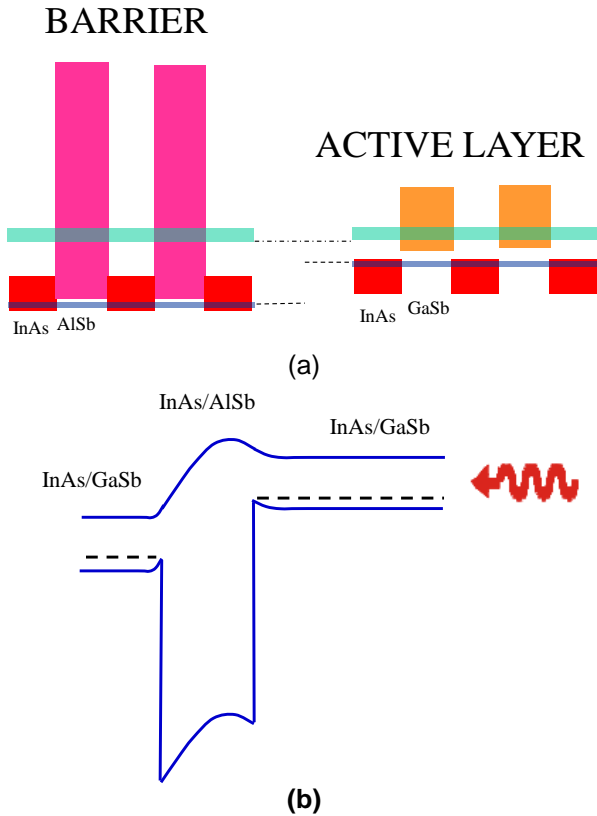 BARRIER
ACTIVE LAYER
InAs AlSb
InAs GaSb
(a)
InAs/AlSb
InAs/GaSb
InAs/GaSb
(b)